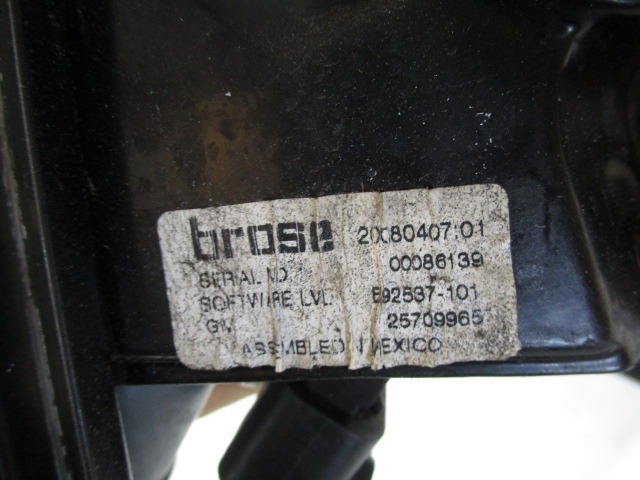 brose 20080407:01
SERIAL NO 00086139
SOFTWARE LVL E92537-101
GM 25709965
ASSEMBLED IN MEXICO